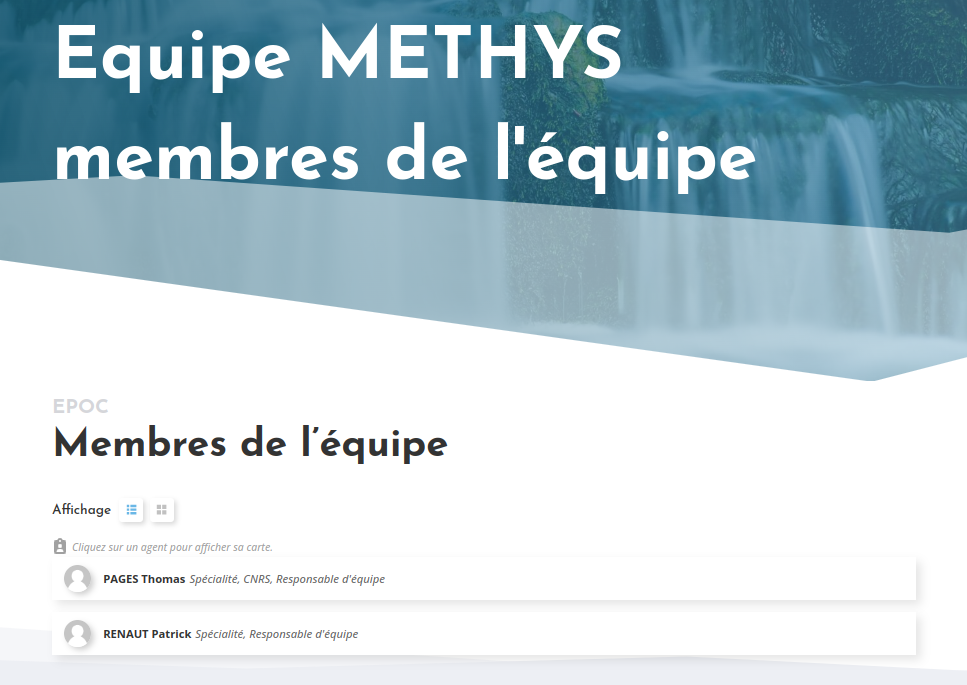 Equipe METHYS
membres de l'équipe
EPOC
Membres de l’équipe
Affichage
Cliquez sur un agent pour afficher sa carte.
PAGES Thomas Spécialité, CNRS, Responsable d'équipe
RENAUT Patrick Spécialité, Responsable d'équipe